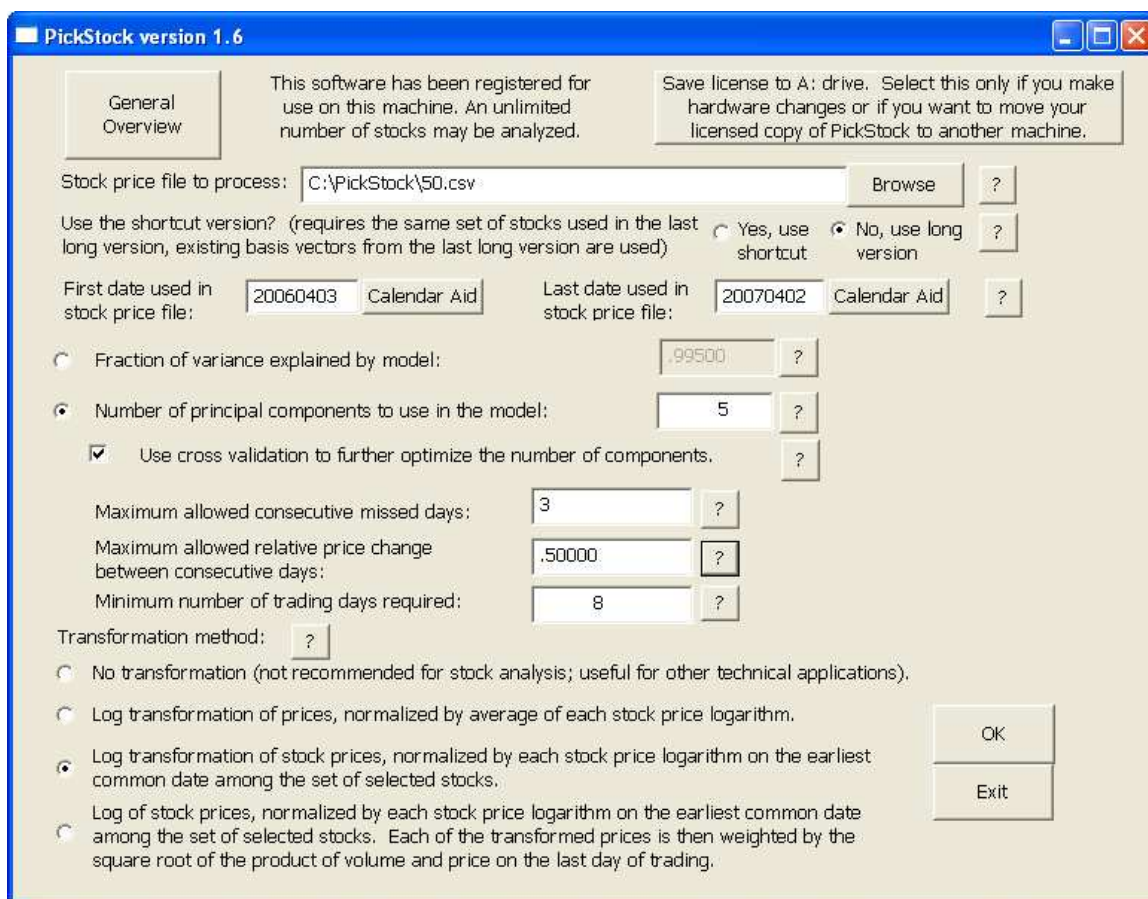 PickStock version 1.6
General
Overview
This software has been registered for
use on this machine. An unlimited
number of stocks may be analyzed.
Save license to A: drive. Select this only if you make
hardware changes or if you want to move your
licensed copy of PickStock to another machine.
Stock price file to process: C:\PickStock\50.csv Browse ?
Use the shortcut version? (requires the same set of stocks used in the last
long version, existing basis vectors from the last long version are used)
Yes, use
shortcut
No, use long
version
?
First date used in
stock price file:
20060403 Calendar Aid
Last date used in
stock price file:
20070402 Calendar Aid ?
Fraction of variance explained by model: .99500 ?
Number of principal components to use in the model: 5 ?
Use cross validation to further optimize the number of components. ?
Maximum allowed consecutive missed days: 3 ?
Maximum allowed relative price change
between consecutive days:
.50000 ?
Minimum number of trading days required: 8 ?
Transformation method: ?
No transformation (not recommended for stock analysis; useful for other technical applications).
Log transformation of prices, normalized by average of each stock price logarithm.
Log transformation of stock prices, normalized by each stock price logarithm on the earliest
common date among the set of selected stocks.
Log of stock prices, normalized by each stock price logarithm on the earliest common date
among the set of selected stocks. Each of the transformed prices is then weighted by the
square root of the product of volume and price on the last day of trading.
OK
Exit